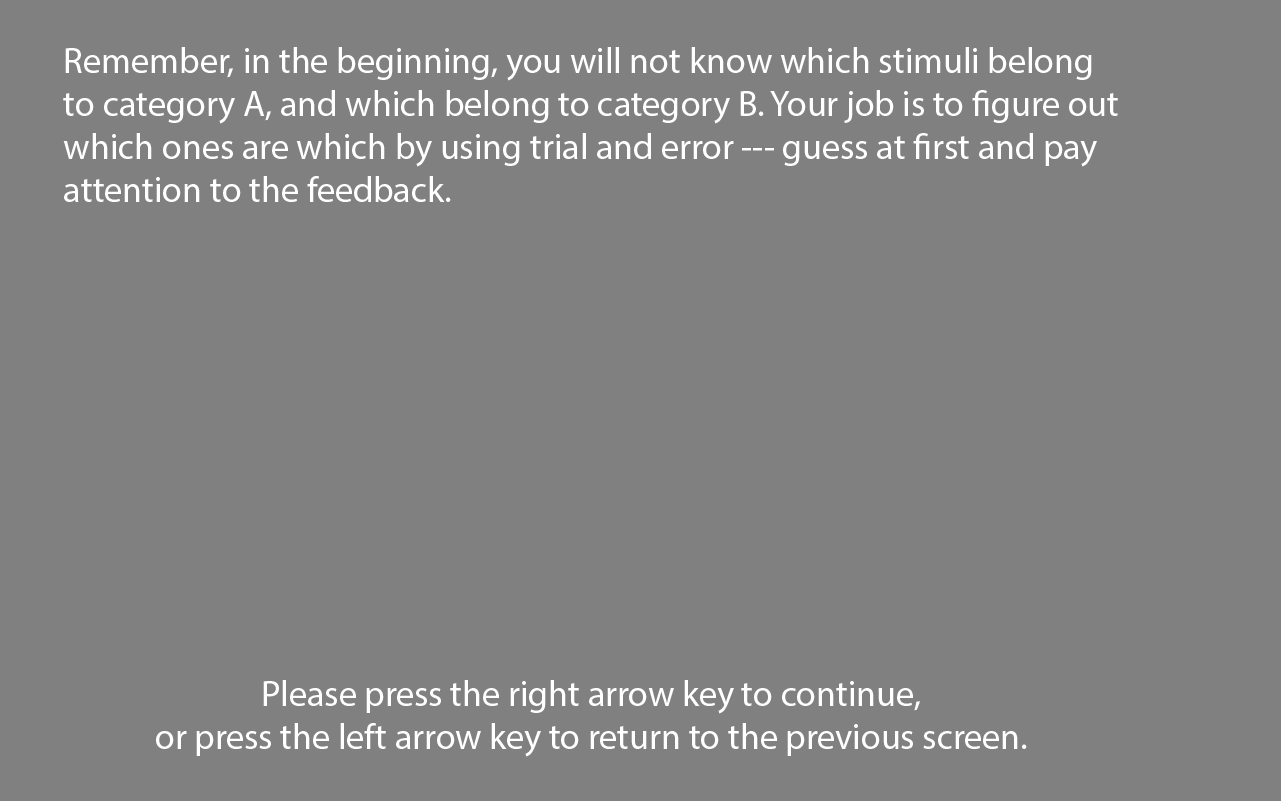 Remember, in the beginning, you will not know which stimuli belong
to category A, and which belong to category B. Your job is to figure out
which ones are which by using trial and error --- guess at first and pay
attention to the feedback.
Please press the right arrow key to continue,
or press the left arrow key to return to the previous screen.